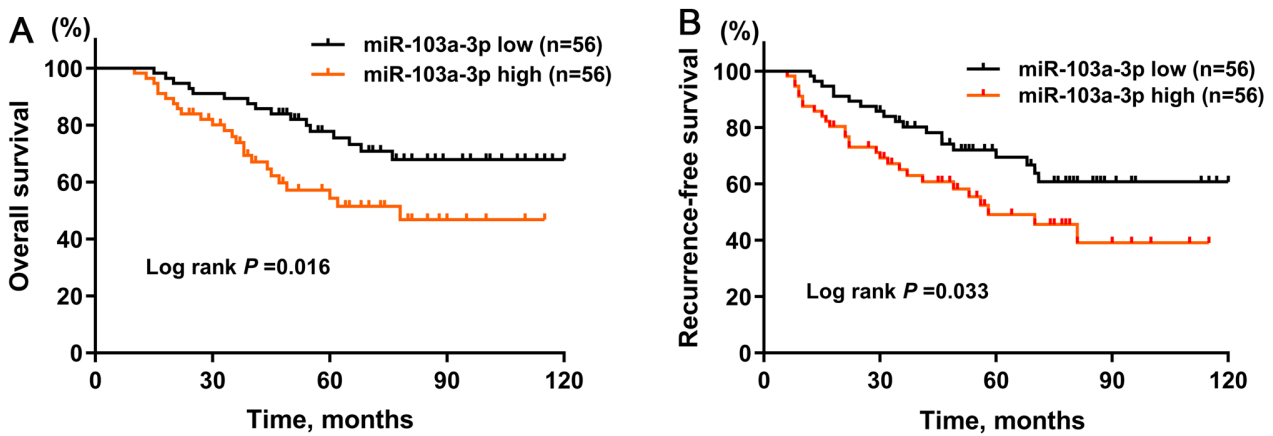 A (%)
miR-103a-3p low (n=56)
miR-103a-3p high (n=56)
Overall survival
100
80
60
40
20
0
Log rank P =0.016
0 30 60 90 120
Time, months
B (%)
miR-103a-3p low (n=56)
miR-103a-3p high (n=56)
Recurrence-free survival
100
80
60
40
20
0
Log rank P =0.033
0 30 60 90 120
Time, months